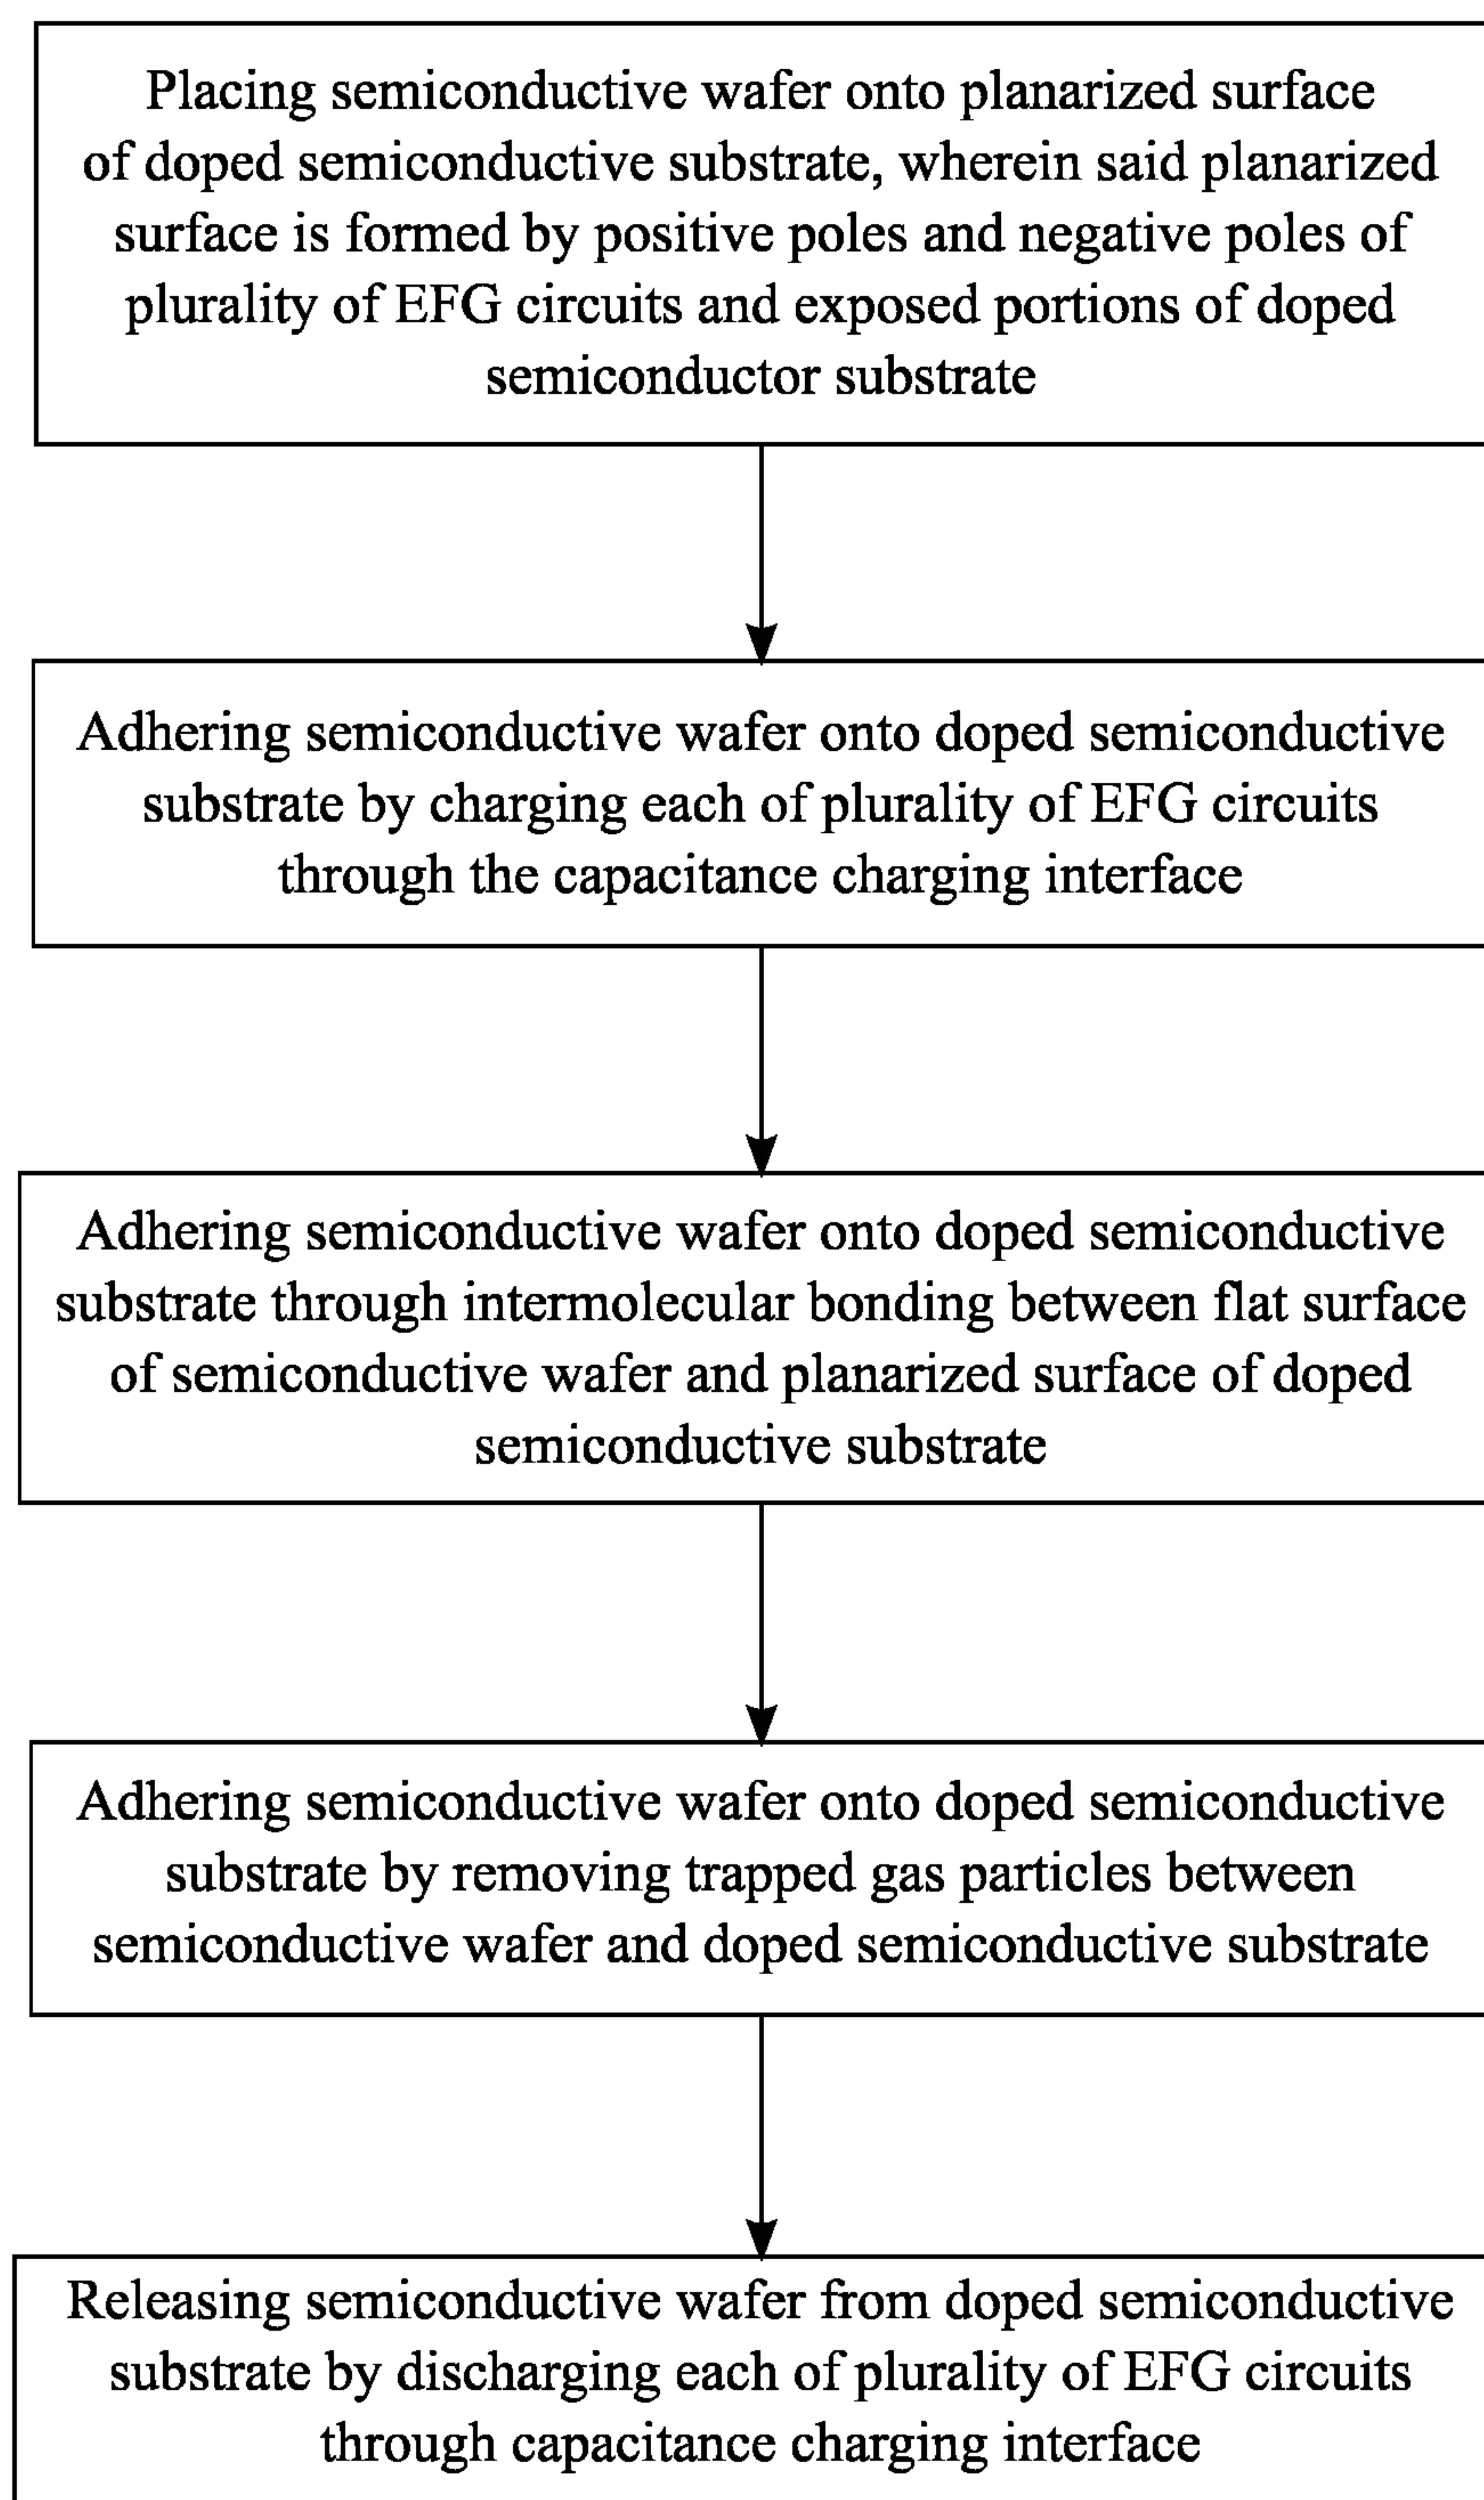 Placing semiconductive wafer onto planarized surface
of doped semiconductive substrate, wherein said planarized
surface is formed by positive poles and negative poles of
plurality of EFG circuits and exposed portions of doped
semiconductor substrate
Adhering semiconductive wafer onto doped semiconductive
substrate by charging each of plurality of EFG circuits
through the capacitance charging interface
Adhering semiconductive wafer onto doped semiconductive
substrate through intermolecular bonding between flat surface
of semiconductive wafer and planarized surface of doped
semiconductive substrate
Adhering semiconductive wafer onto doped semiconductive
substrate by removing trapped gas particles between
semiconductive wafer and doped semiconductive substrate
Releasing semiconductive wafer from doped semiconductive
substrate by discharging each of plurality of EFG circuits
through capacitance charging interface